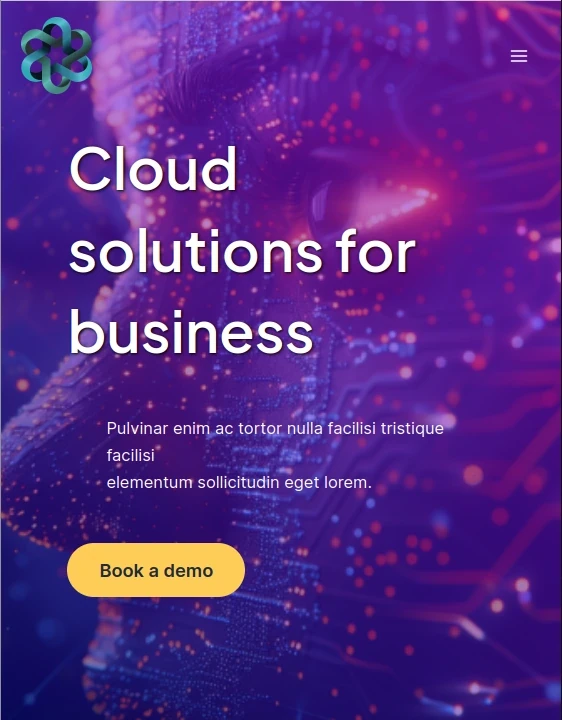 Cloud
solutions for
business
Pulvinar enim ac tortor nulla facilisi tristique
facilisi
elementum sollicitudin eget lorem.
Book a demo